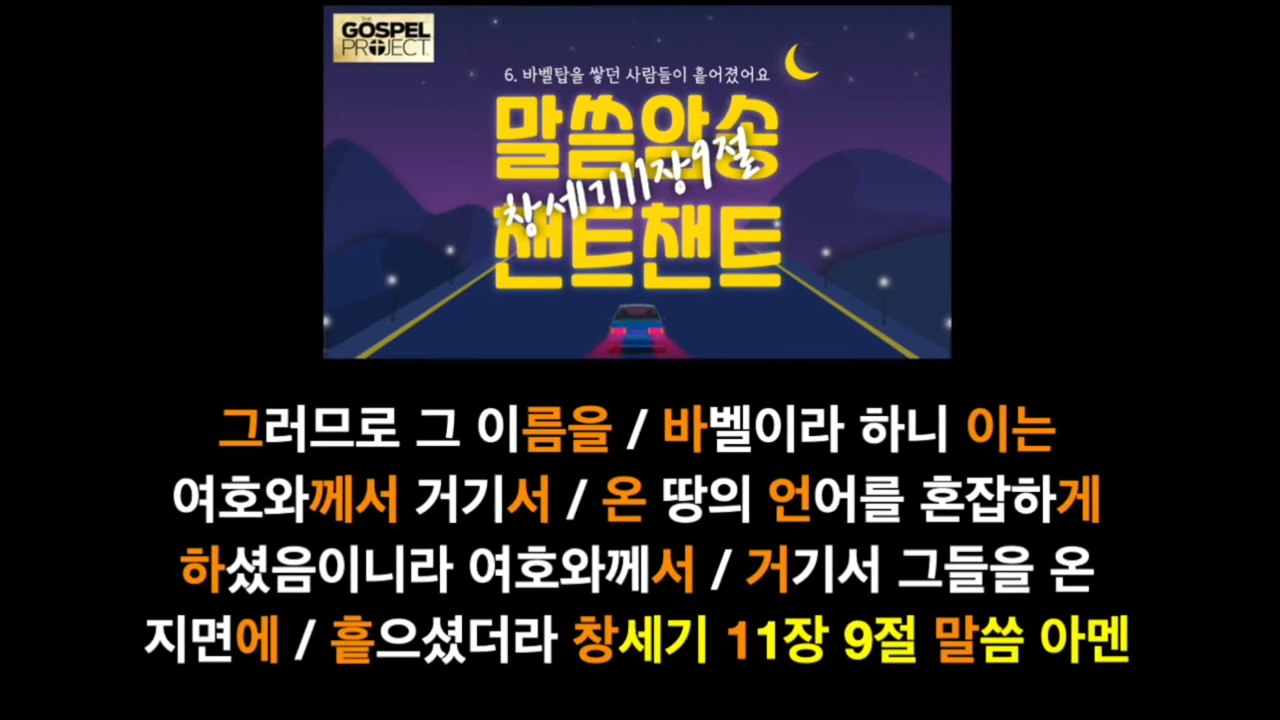 THE
GOSPEL
PROJECT
6. 바벨탑을 쌓던 사람들이 흩어졌어요
말씀암송
창세기11장9절
챈트챈트
그러므로 그 이름을 / 바벨이라 하니 이는
여호와께서 거기서 / 온 땅의 언어를 혼잡하게
하셨음이니라 여호와께서 / 거기서 그들을 온
지면에 / 흩으셨더라 창세기 11장 9절 말씀 아멘